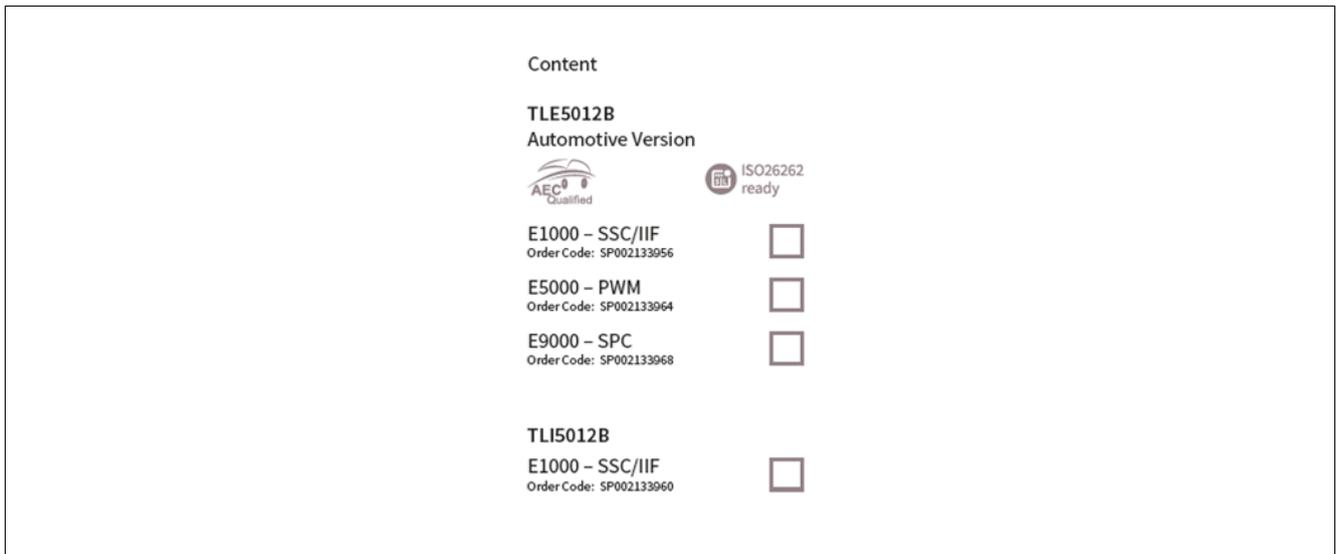 Content
TLE5012B
Automotive Version
AEC
Qualified
ISO26262
ready
E1000 – SSC/IIF
Order Code: SP002133956
E5000 – PWM
Order Code: SP002133964
E9000 – SPC
Order Code: SP002133968
TLI5012B
E1000 – SSC/IIF
Order Code: SP002133960